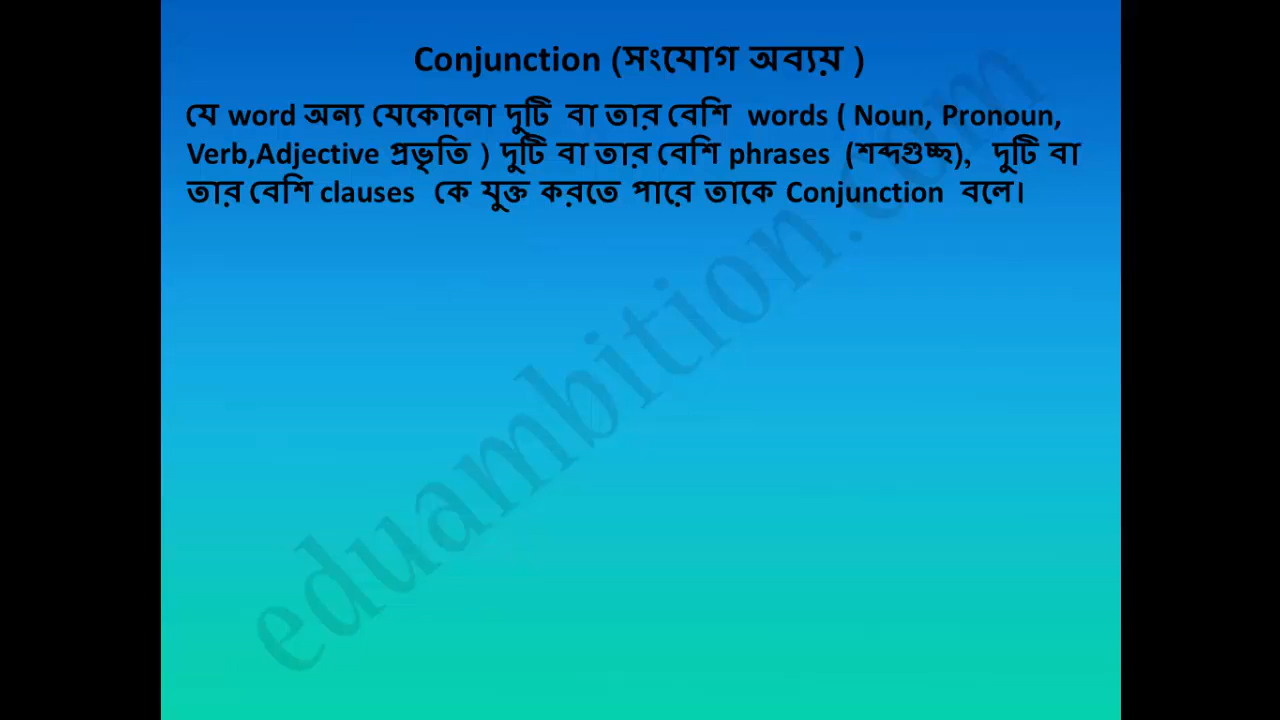 Conjunction (সংযোগ অব্যয় )
যে word অন্য যেকোনো দুটি বা তার বেশি words ( Noun, Pronoun,
Verb,Adjective প্রভৃতি ) দুটি বা তার বেশি phrases (শব্দগুচ্ছ), দুটি বা
তার বেশি clauses কে যুক্ত করতে পারে তাকে Conjunction বলে।
eduambition.com